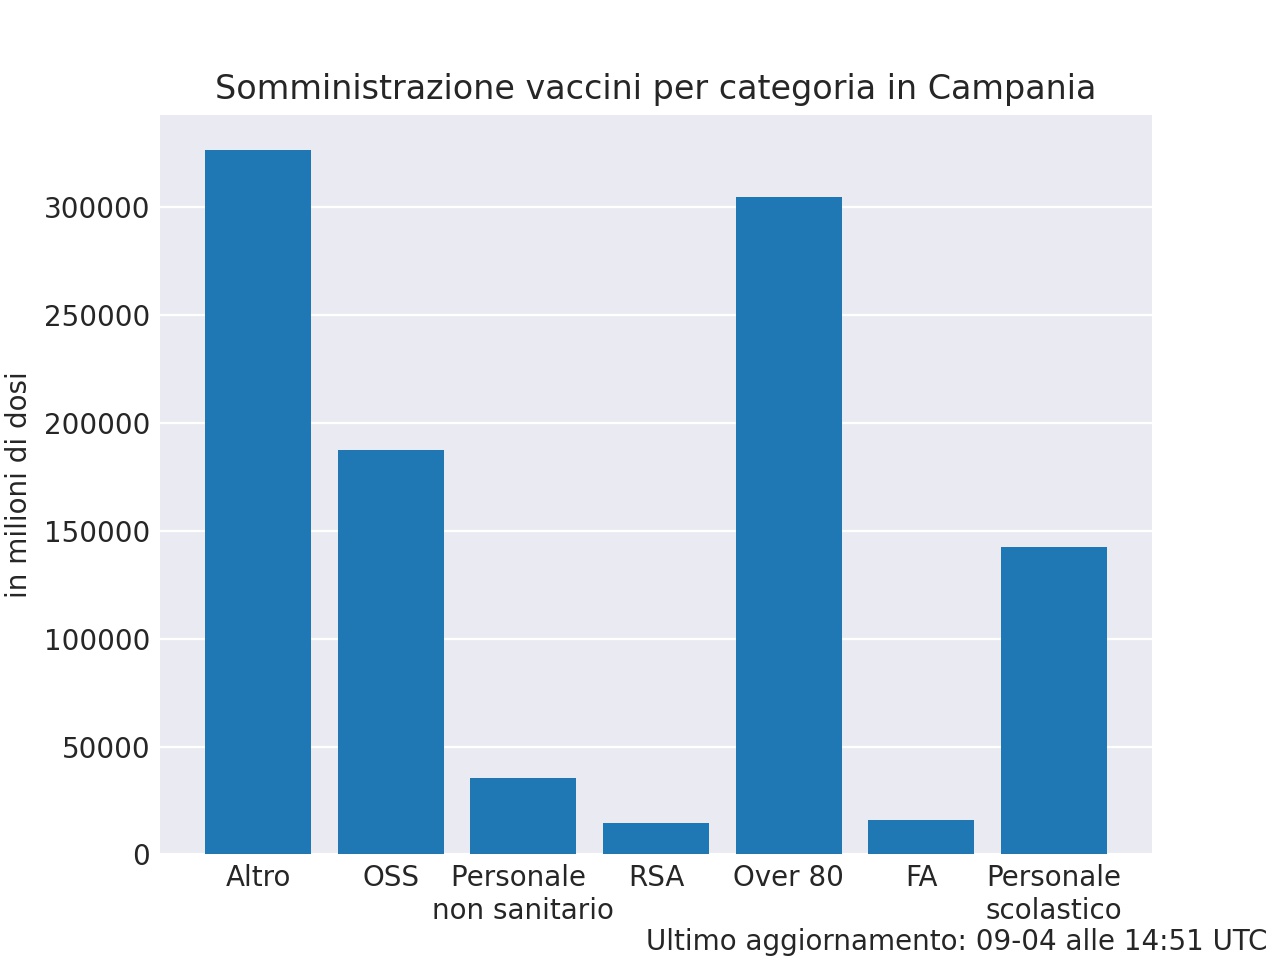 Somministrazione vaccini per categoria in Campania
in milioni di dosi
300000
250000
200000
150000
100000
50000
0
Altro
OSS
Personale
non sanitario
RSA
Over 80
FA
Personale
scolastico
Ultimo aggiornamento: 09-04 alle 14:51 UTC